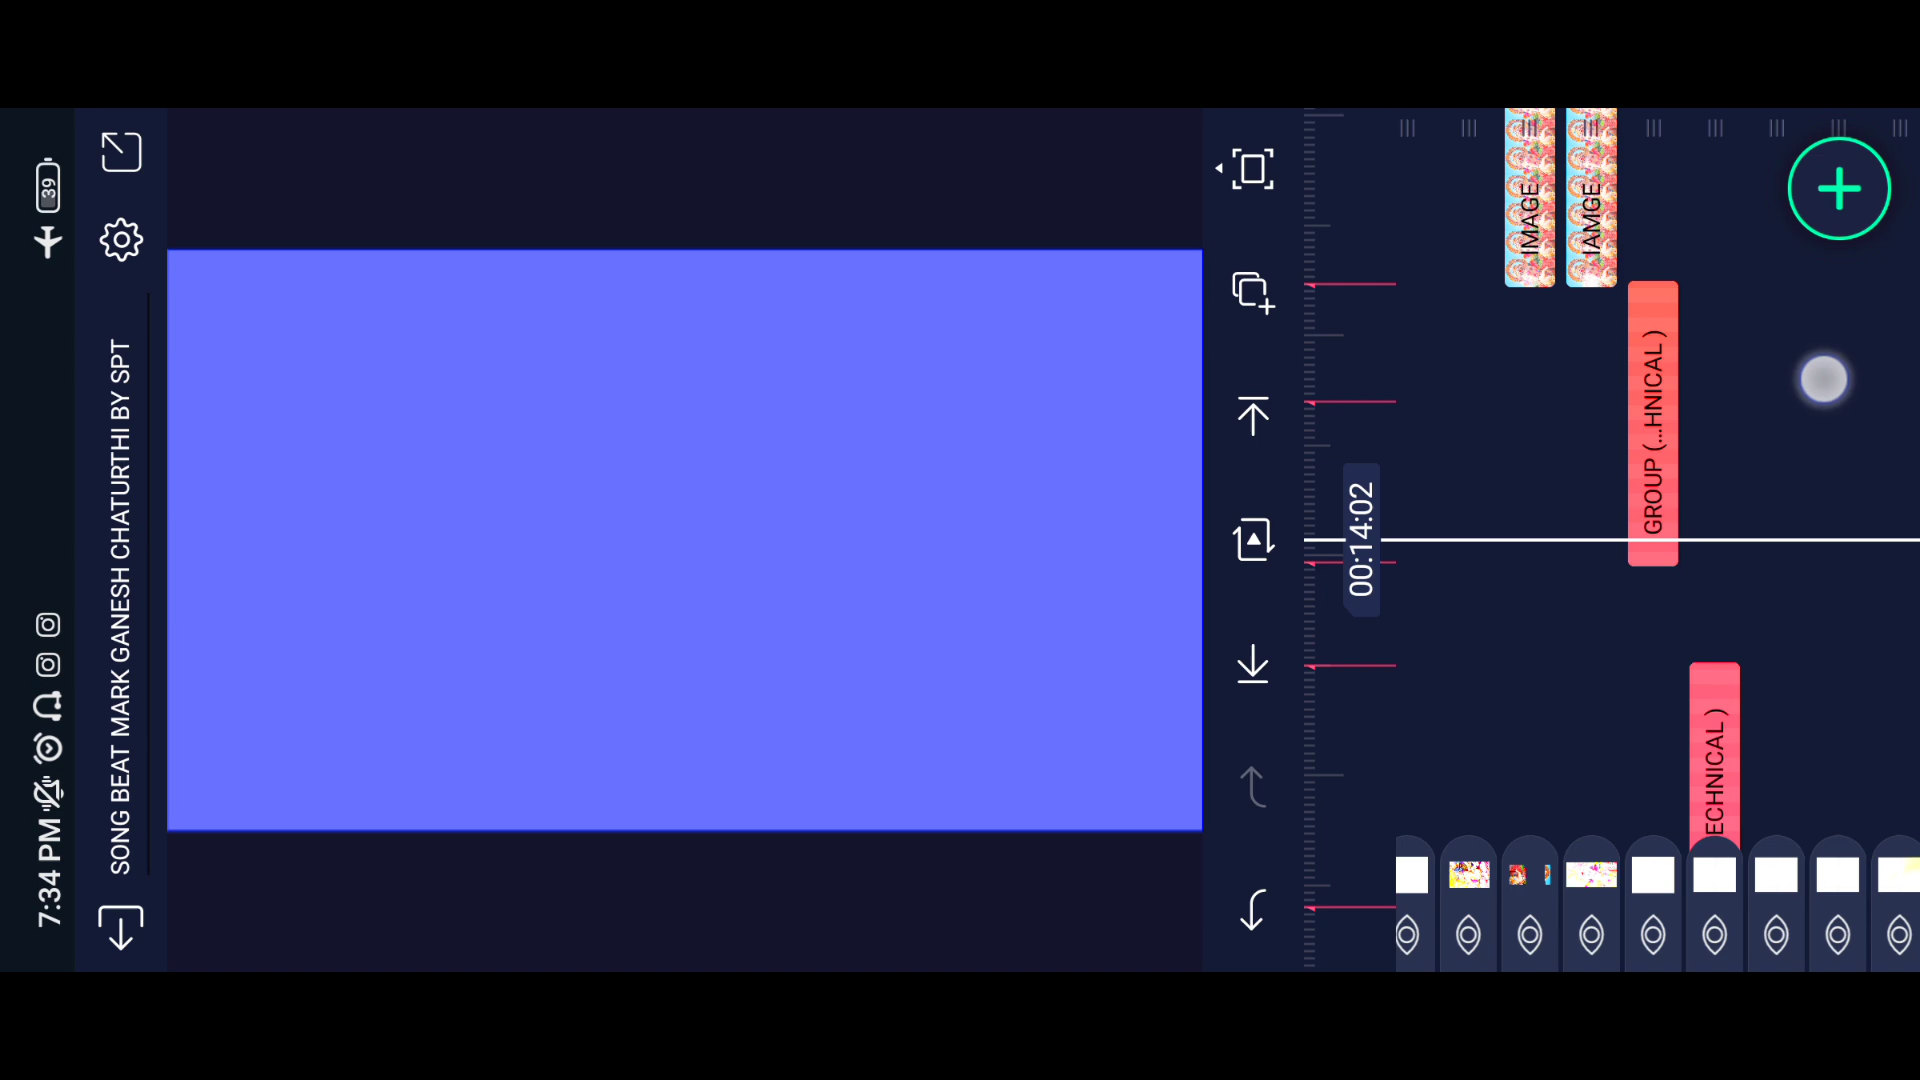 7:34 PM
39
SONG BEAT MARK GANESH CHATURTHI BY SPT
00:14:02
IMAGE
IAMGE
GROUP (...HNICAL )
ECHNICAL )